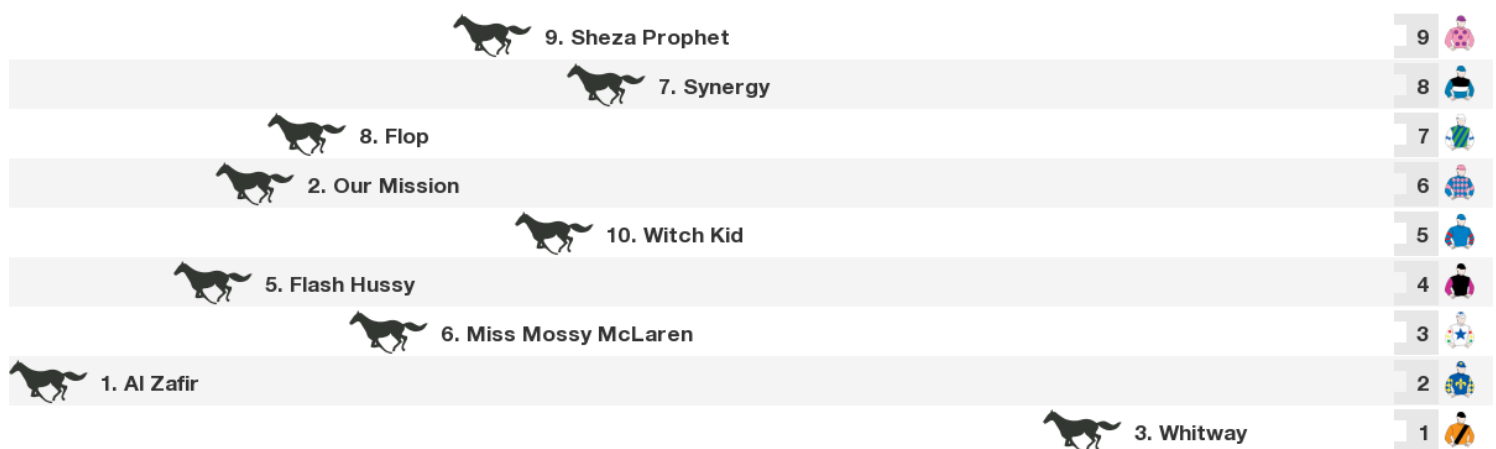 9. Sheza Prophet 9
7. Synergy 8
8. Flop 7
2. Our Mission 6
10. Witch Kid 5
5. Flash Hussy 4
6. Miss Mossy McLaren 3
1. Al Zafir 2
3. Whitway 1